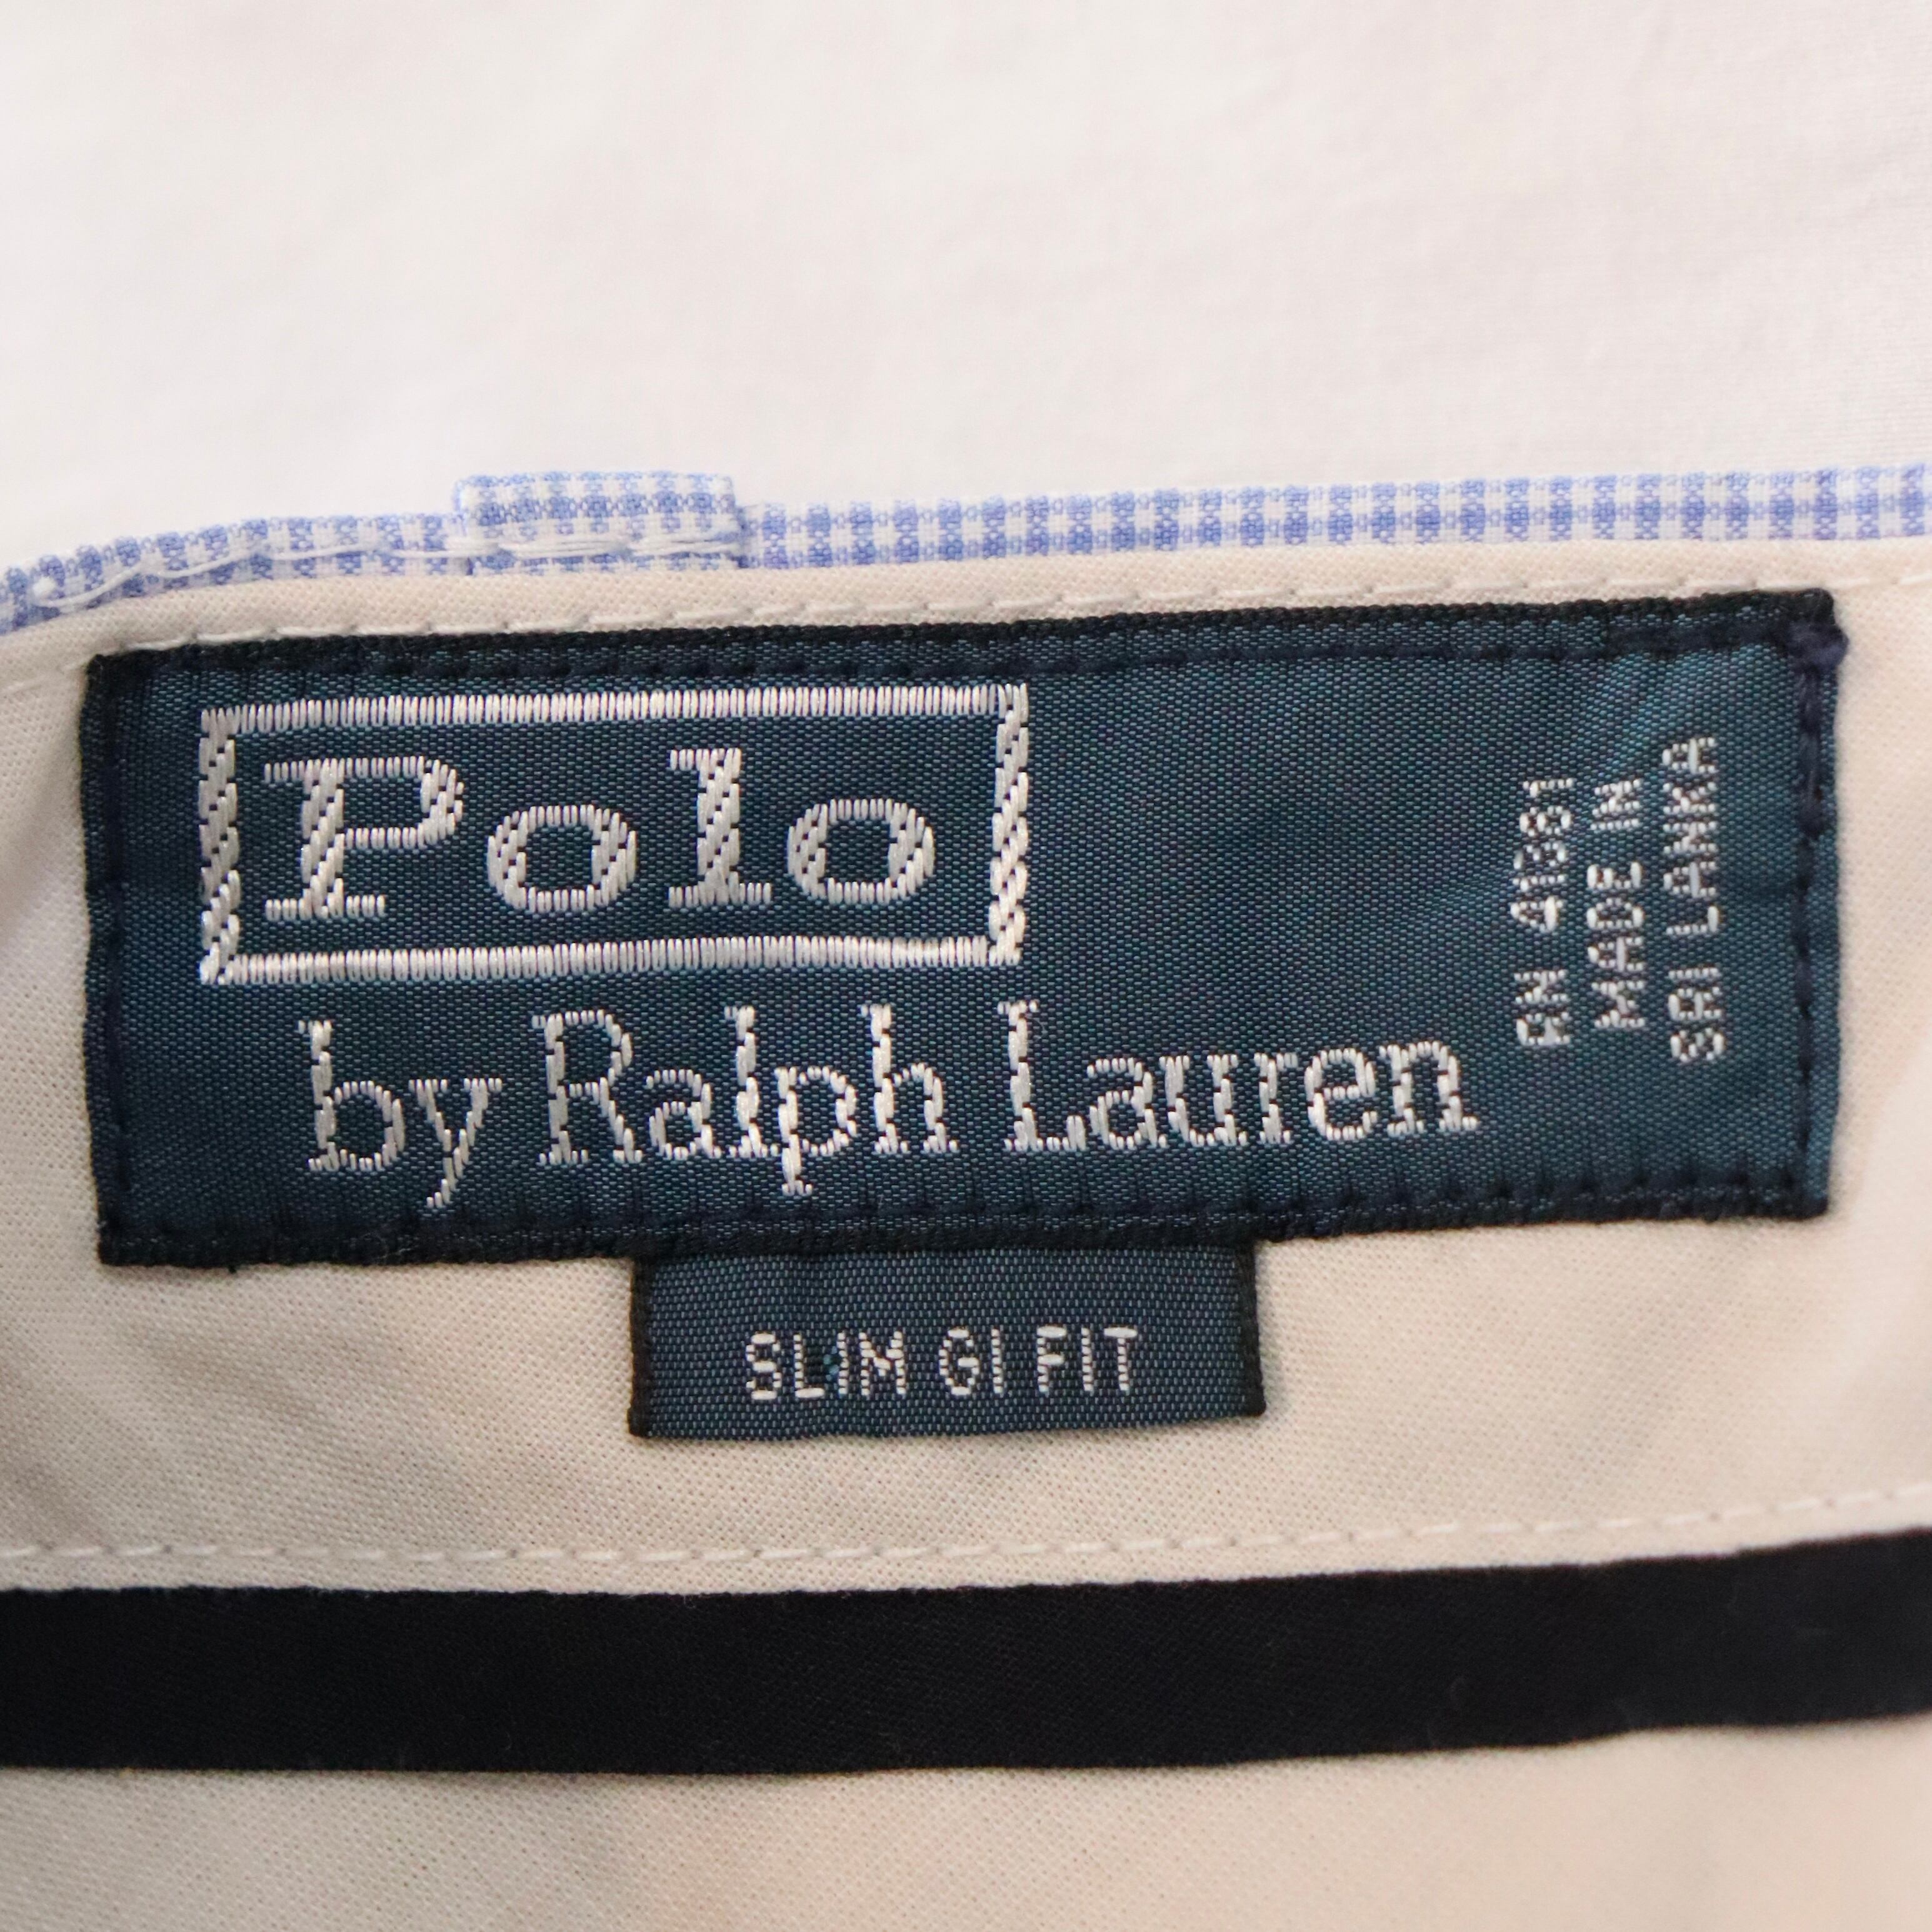 Polo
by Ralph Lauren
RN 41381
MADE IN
SRI LANKA
SLIM GI FIT